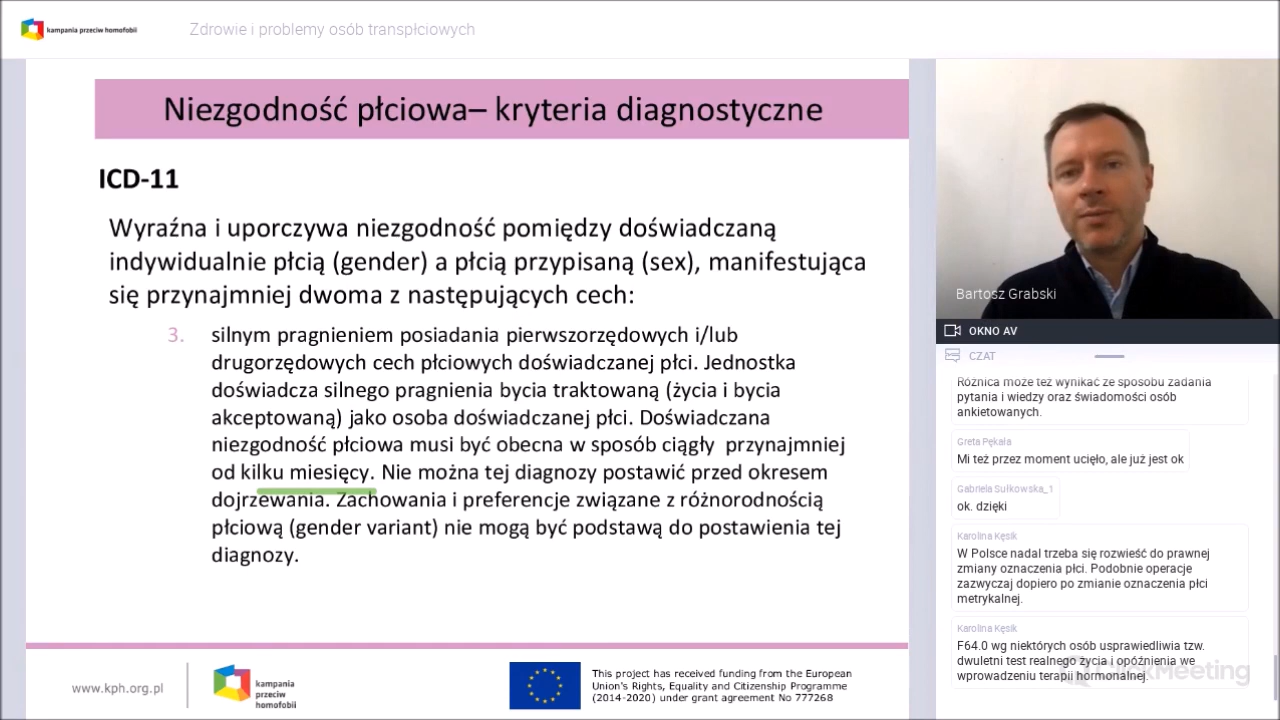 kampania przeciw homofobii
Zdrowie i problemy osób transpłciowych
Niezgodność płciowa– kryteria diagnostyczne
ICD-11
Wyraźna i uporczywa niezgodność pomiędzy doświadczaną
indywidualnie płcią (gender) a płcią przypisaną (sex), manifestująca
się przynajmniej dwoma z następujących cech:
3. silnym pragnieniem posiadania pierwszorzędowych i/lub
drugorzędowych cech płciowych doświadczanej płci. Jednostka
doświadcza silnego pragnienia bycia traktowaną (życia i bycia
akceptowaną) jako osoba doświadczanej płci. Doświadczana
niezgodność płciowa musi być obecna w sposób ciągły przynajmniej
od kilku miesięcy. Nie można tej diagnozy postawić przed okresem
dojrzewania. Zachowania i preferencje związane z różnorodnością
płciową (gender variant) nie mogą być podstawą do postawienia tej
diagnozy.
www.kph.org.pl
kampania
przeciw
homofobii
This project has received funding from the European
Union's Rights, Equality and Citizenship Programme
(2014-2020) under grant agreement No 777268
Bartosz Grabski
OKNO AV
CZAT
Różnica może też wynikać ze sposobu zadania
pytania i wiedzy oraz świadomości osób
ankietowanych.
Greta Pękała
Mi też przez moment ucięło, ale już jest ok
Gabriela Sułkowska_1
ok. dzięki
Karolina Kęsik
W Polsce nadal trzeba się rozwieść do prawnej
zmiany oznaczenia płci. Podobnie operacje
zazwyczaj dopiero po zmianie oznaczenia płci
metrykalnej.
Karolina Kęsik
F64.0 wg niektórych osób usprawiedliwia tzw.
dwuletni test realnego życia i opóźnienia we
wprowadzeniu terapii hormonalnej.
ClickMeeting